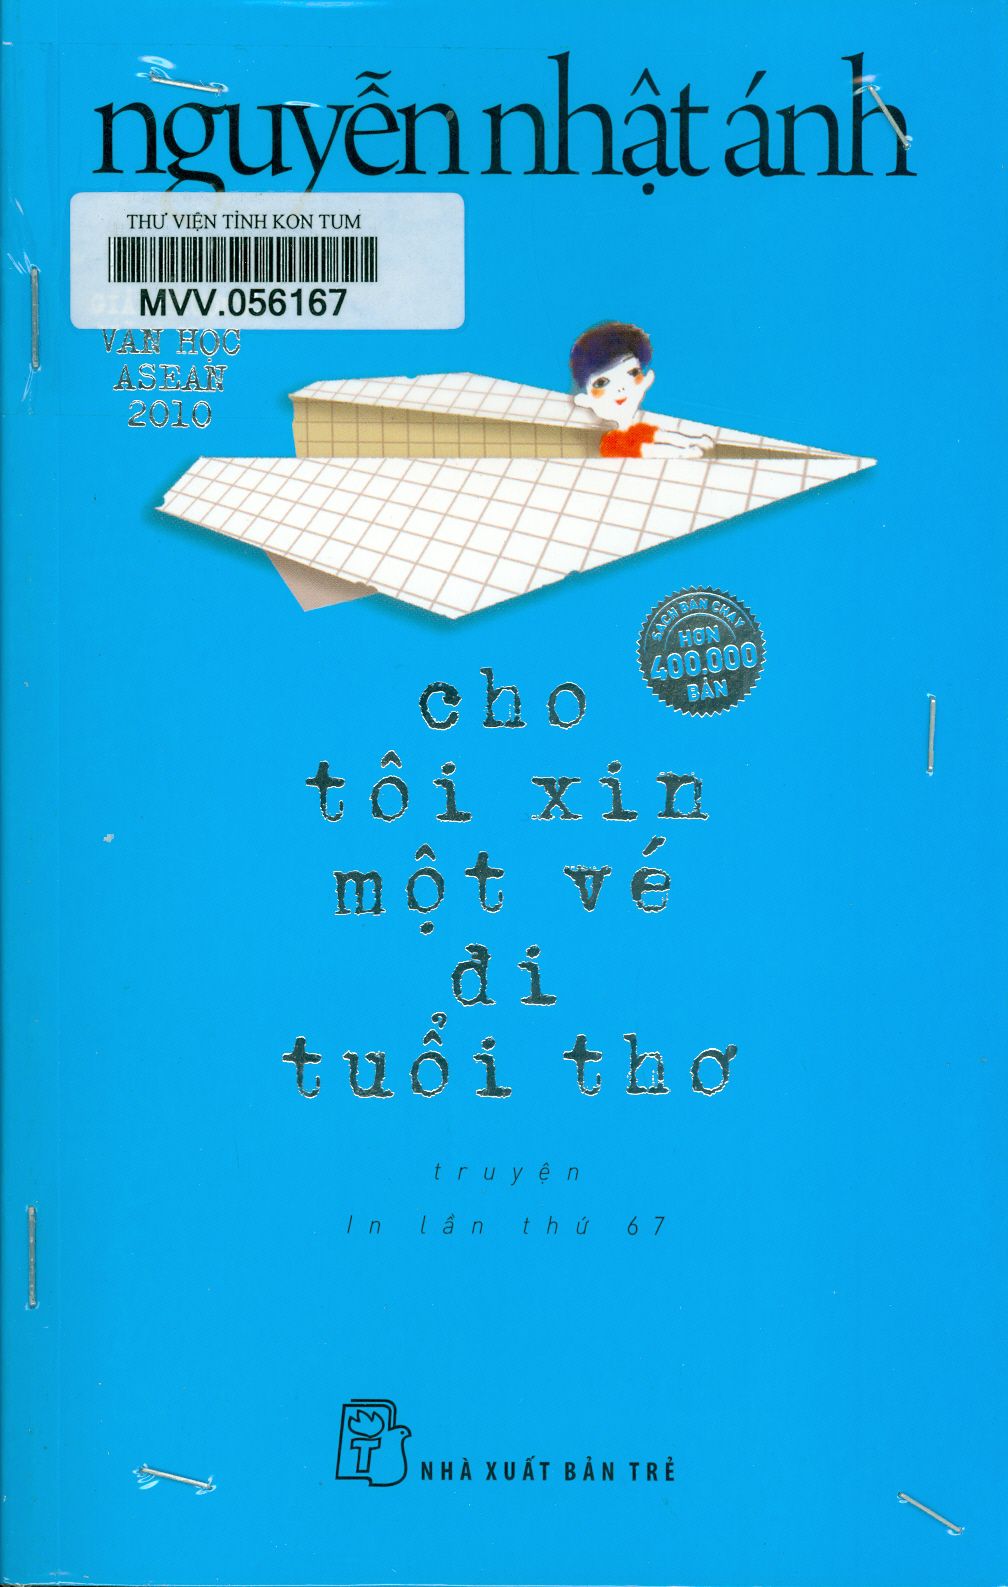 nguyễn nhật ánh
THƯ VIỆN TỈNH KON TUM
MVV.056167
VĂN HỌC
ASEAN
2010
SÁCH BÁN CHẠY
HƠN
400.000
BẢN
cho
tôi xin
một vé
đi
tuổi thơ
truyện
In lần thứ 67
T
NHÀ XUẤT BẢN TRẺ